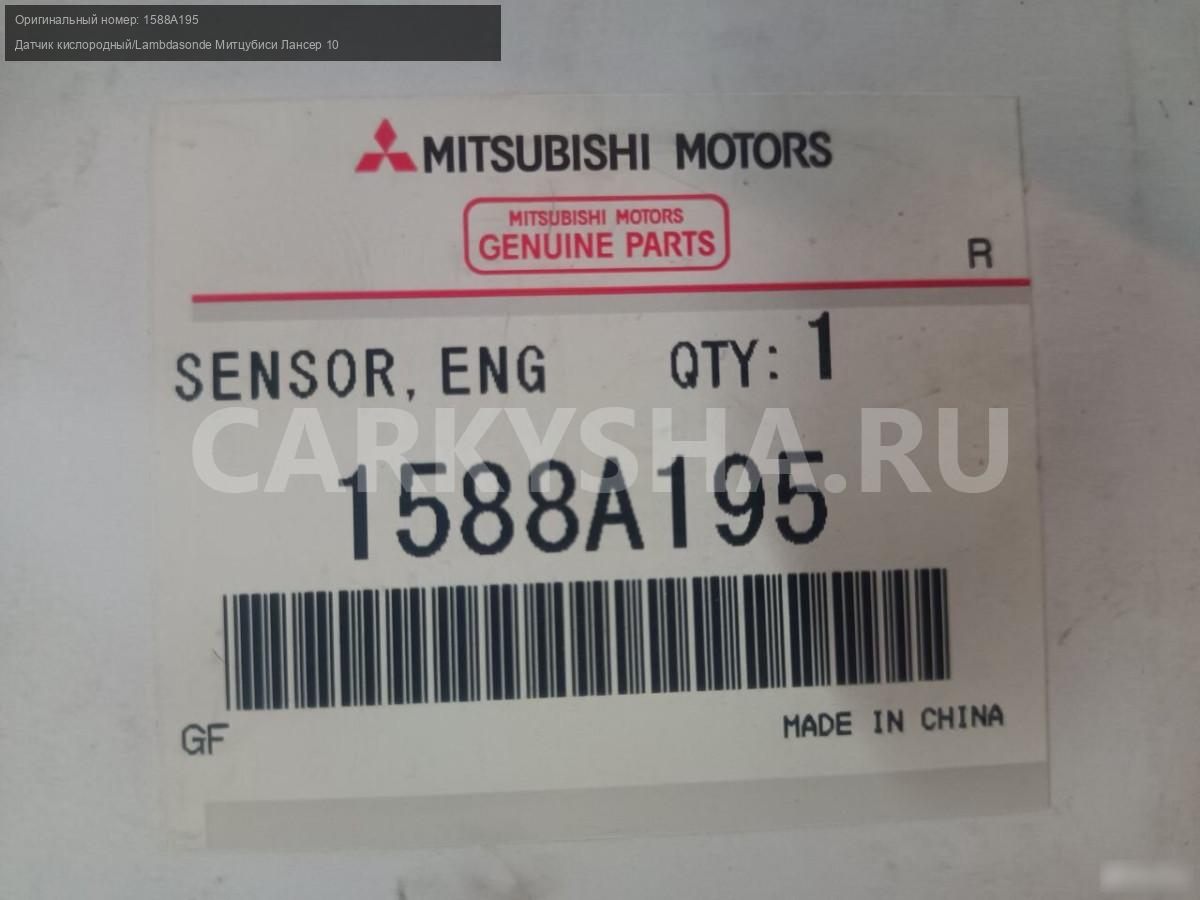 Оригинальный номер: 1588A195
Датчик кислородный/Lambdasonde Митцубиси Лансер 10
MITSUBISHI MOTORS
MITSUBISHI MOTORS
GENUINE PARTS
R
SENSOR, ENG QTY: 1
CARKYSHA.RU
1588A195
GF
MADE IN CHINA